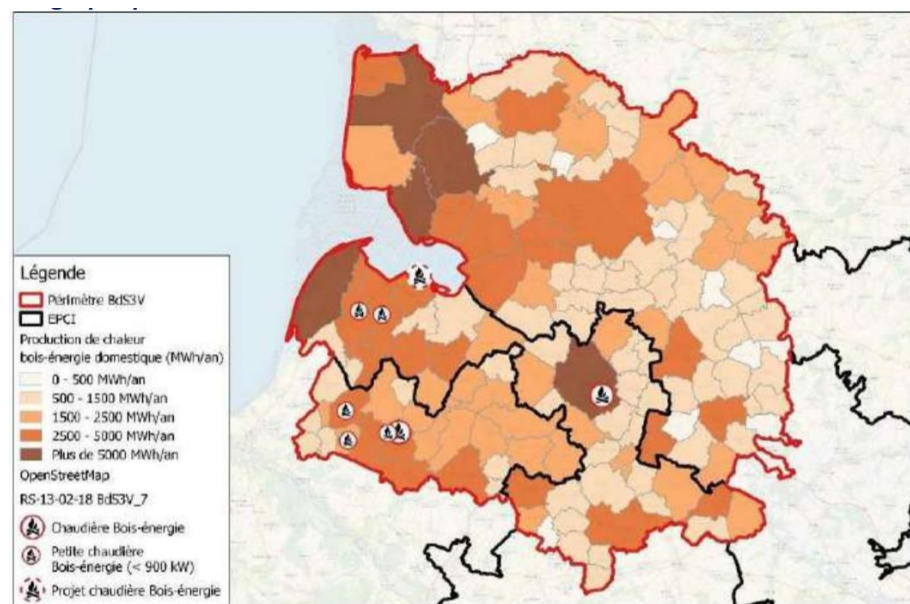 Légende
Périmètre BdS3V
EPCI
Production de chaleur
bois-énergie domestique (MWh/an)
0 - 500 MWh/an
500 - 1500 MWh/an
1500 - 2500 MWh/an
2500 - 5000 MWh/an
Plus de 5000 MWh/an
OpenStreetMap
RS-13-02-18 BdS3V_7
Chaudière Bois-énergie
Petite chaudière
Bois-énergie (< 900 kW)
Projet chaudière Bois-énergie